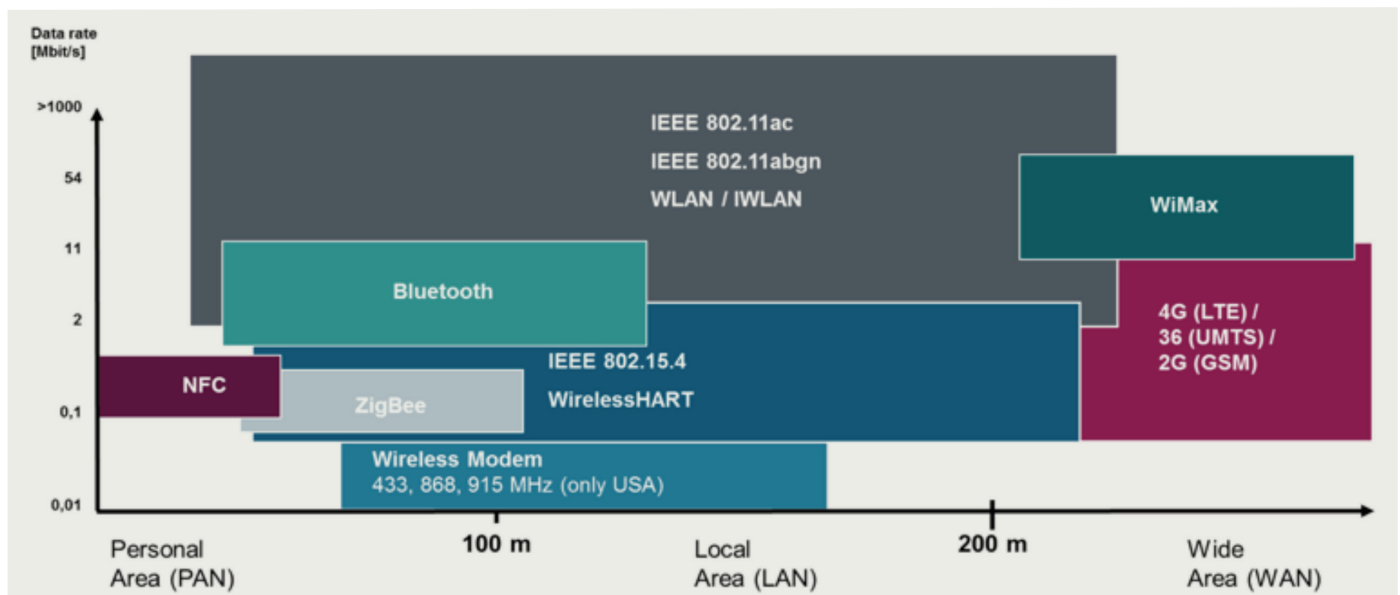 Data rate
[Mbit/s]
>1000
54
11
2
0,1
0,01
IEEE 802.11ac
IEEE 802.11abgn
WLAN / IWLAN
WiMax
Bluetooth
4G (LTE) /
36 (UMTS) /
2G (GSM)
IEEE 802.15.4
WirelessHART
NFC
ZigBee
Wireless Modem
433, 868, 915 MHz (only USA)
100 m
200 m
Personal
Area (PAN)
Local
Area (LAN)
Wide
Area (WAN)